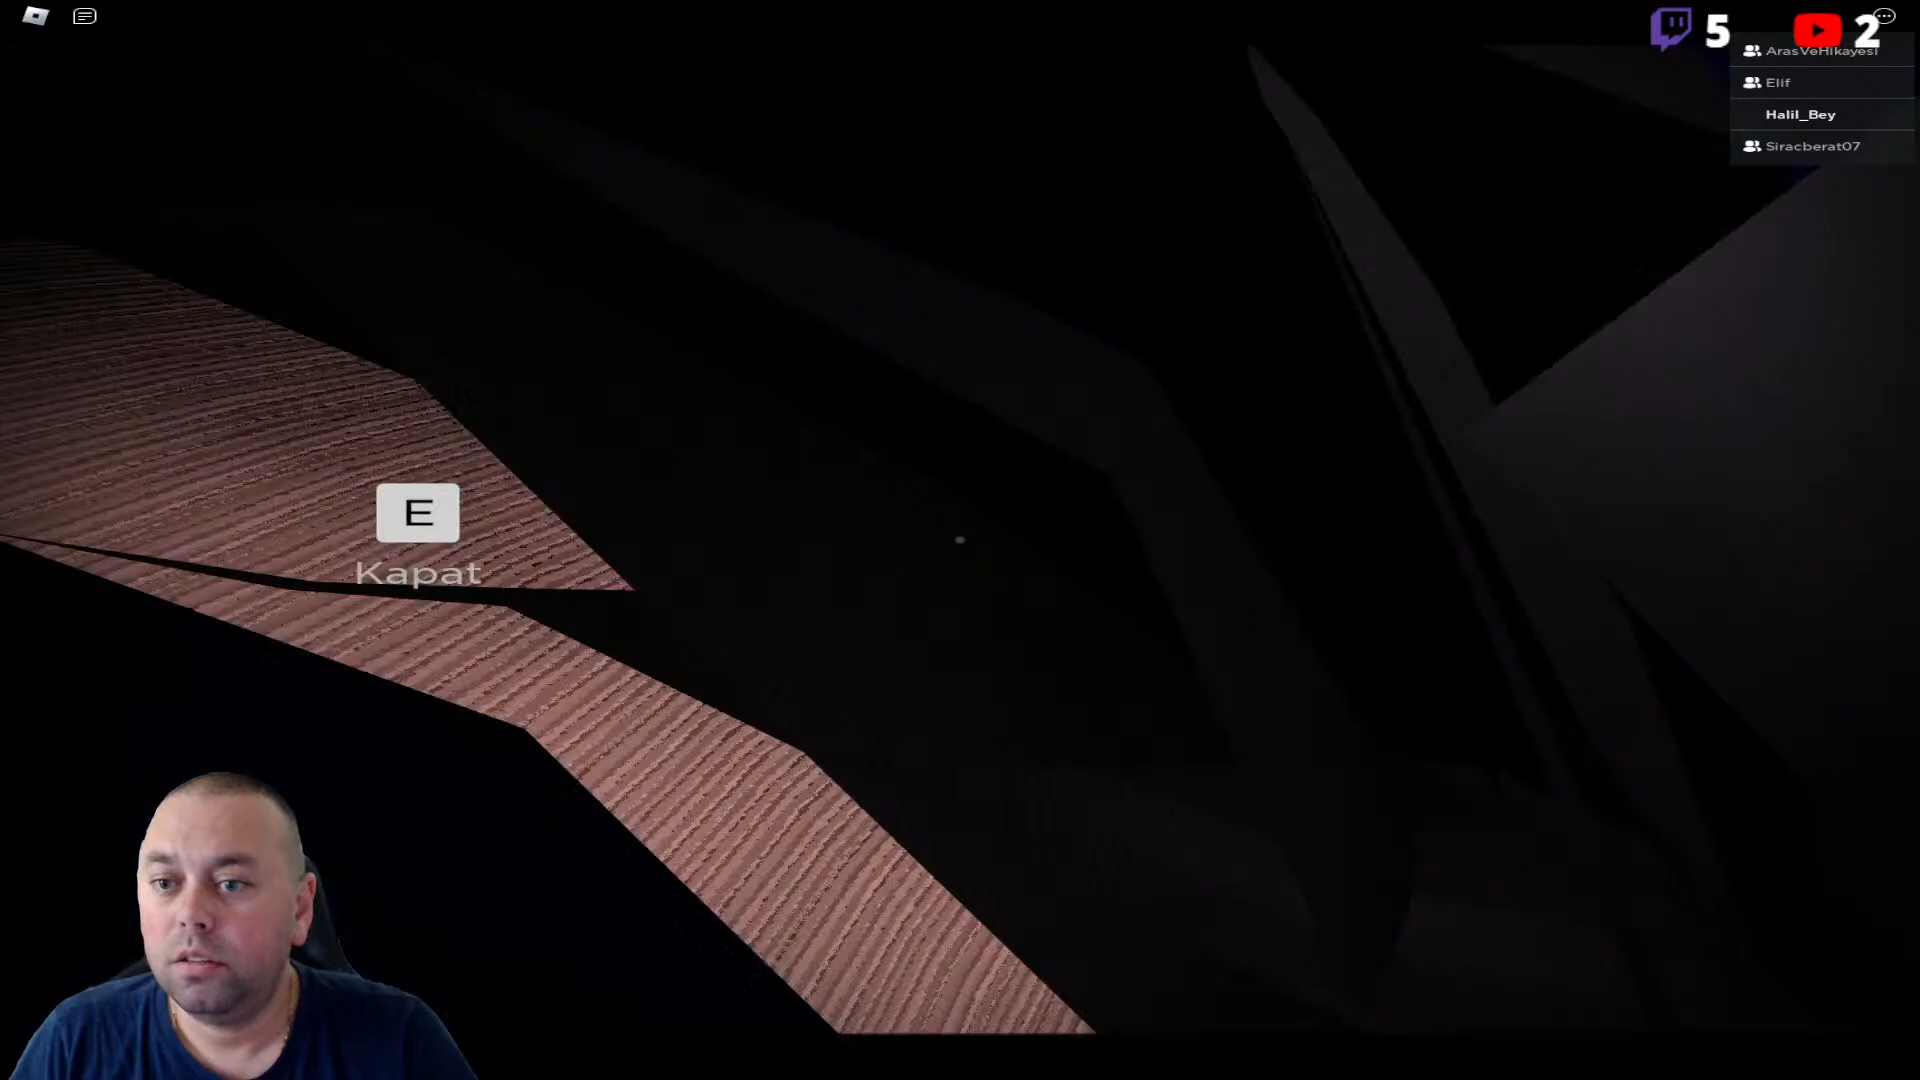 5
2
ArasVeHikayesi
Elif
Halil_Bey
Siracberat07
E
Kapat